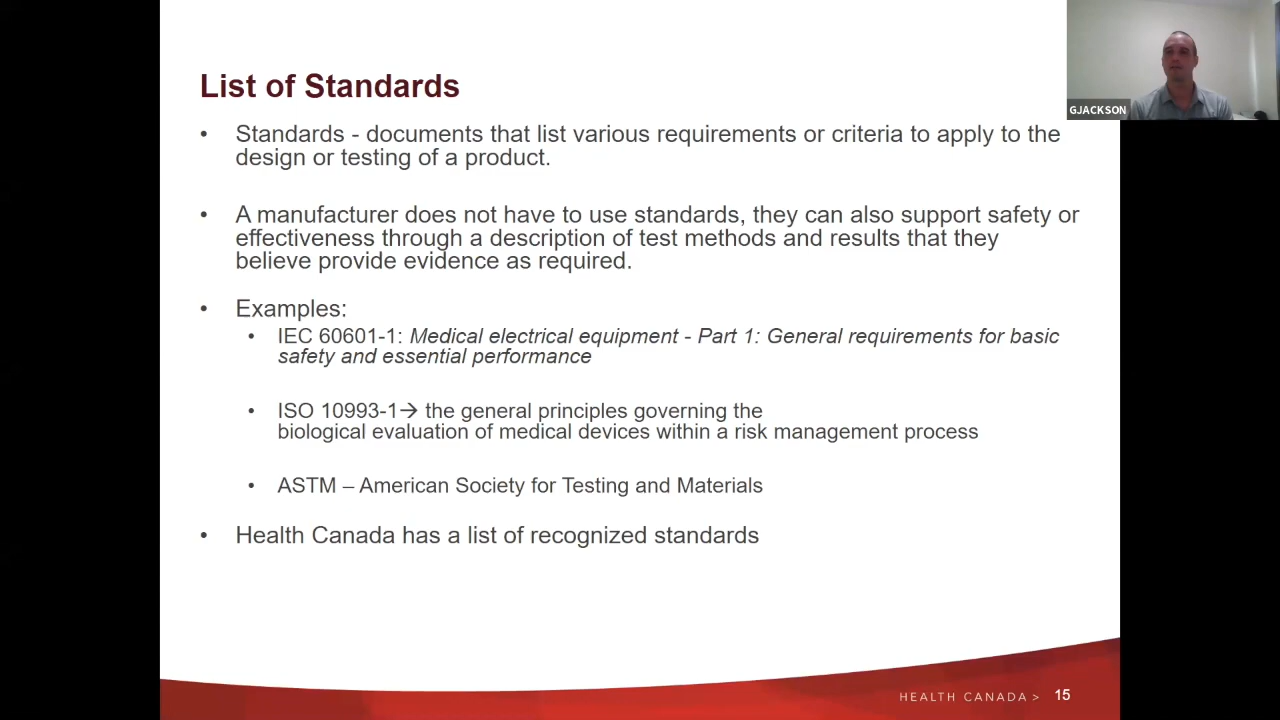 List of Standards
GJACKSON
• Standards - documents that list various requirements or criteria to apply to the
design or testing of a product.
• A manufacturer does not have to use standards, they can also support safety or
effectiveness through a description of test methods and results that they
believe provide evidence as required.
• Examples:
• IEC 60601-1: Medical electrical equipment - Part 1: General requirements for basic
safety and essential performance
• ISO 10993-1→ the general principles governing the
biological evaluation of medical devices within a risk management process
• ASTM – American Society for Testing and Materials
• Health Canada has a list of recognized standards
HEALTH CANADA > 15